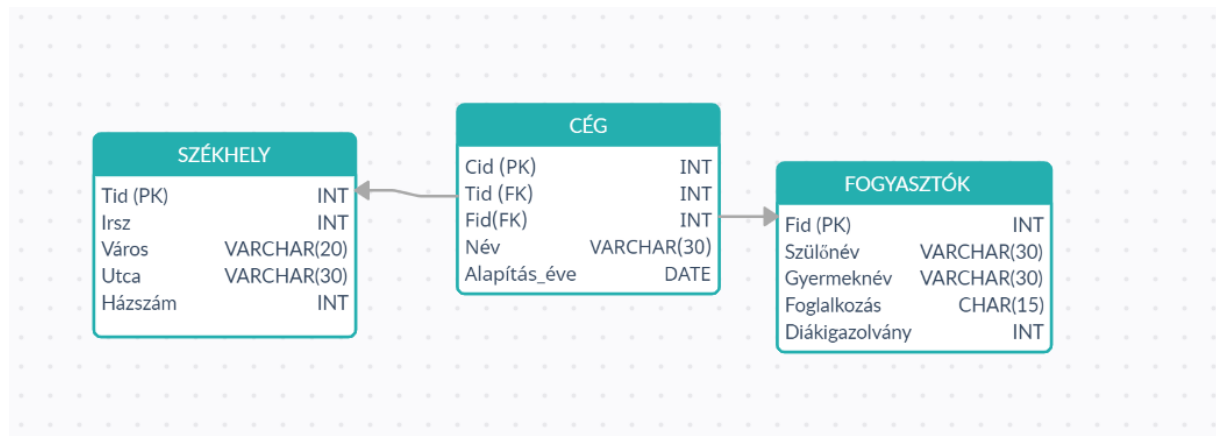 SZÉKHELY
Tid (PK) INT
Irsz INT
Város VARCHAR(20)
Utca VARCHAR(30)
Házszám INT
CÉG
Cid (PK) INT
Tid (FK) INT
Fid(FK) INT
Név VARCHAR(30)
Alapítás_éve DATE
FOGYASZTÓK
Fid (PK) INT
Szülőnév VARCHAR(30)
Gyermeknév VARCHAR(30)
Foglalkozás CHAR(15)
Diákigazolvány INT